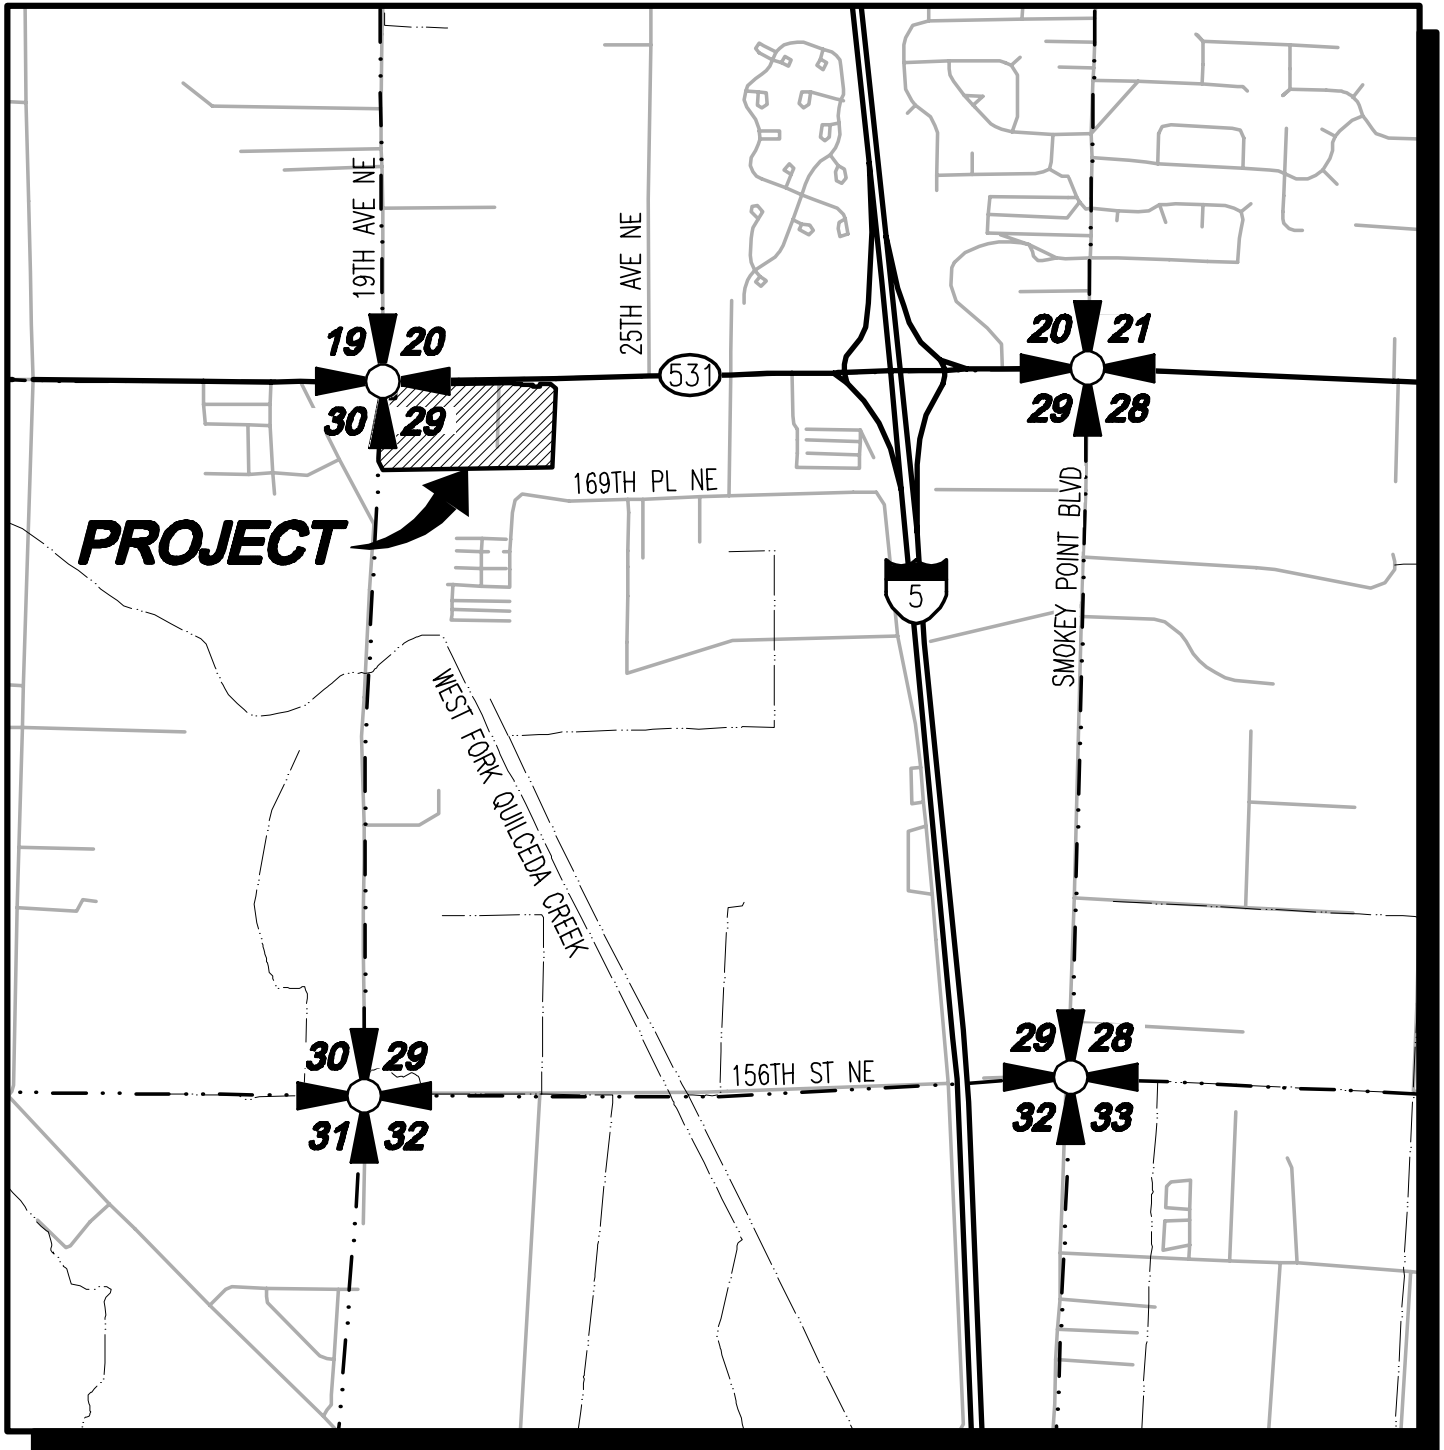 19TH AVE NE
25TH AVE NE
19 20
30 29
531
20 21
29 28
169TH PL NE
PROJECT
SMOKEY POINT BLVD
5
WEST FORK QUILCEDA CREEK
30 29
31 32
156TH ST NE
29 28
32 33